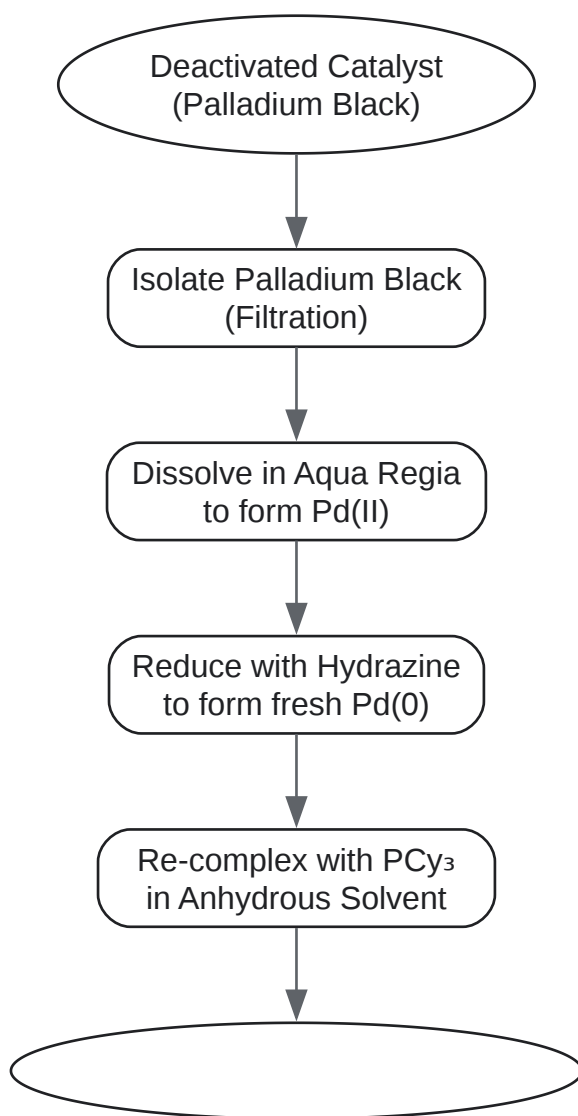 Deactivated Catalyst
(Palladium Black)
Isolate Palladium Black
(Filtration)
Dissolve in Aqua Regia
to form Pd(II)
Reduce with Hydrazine
to form fresh Pd(0)
Re-complex with PCy₃
in Anhydrous Solvent